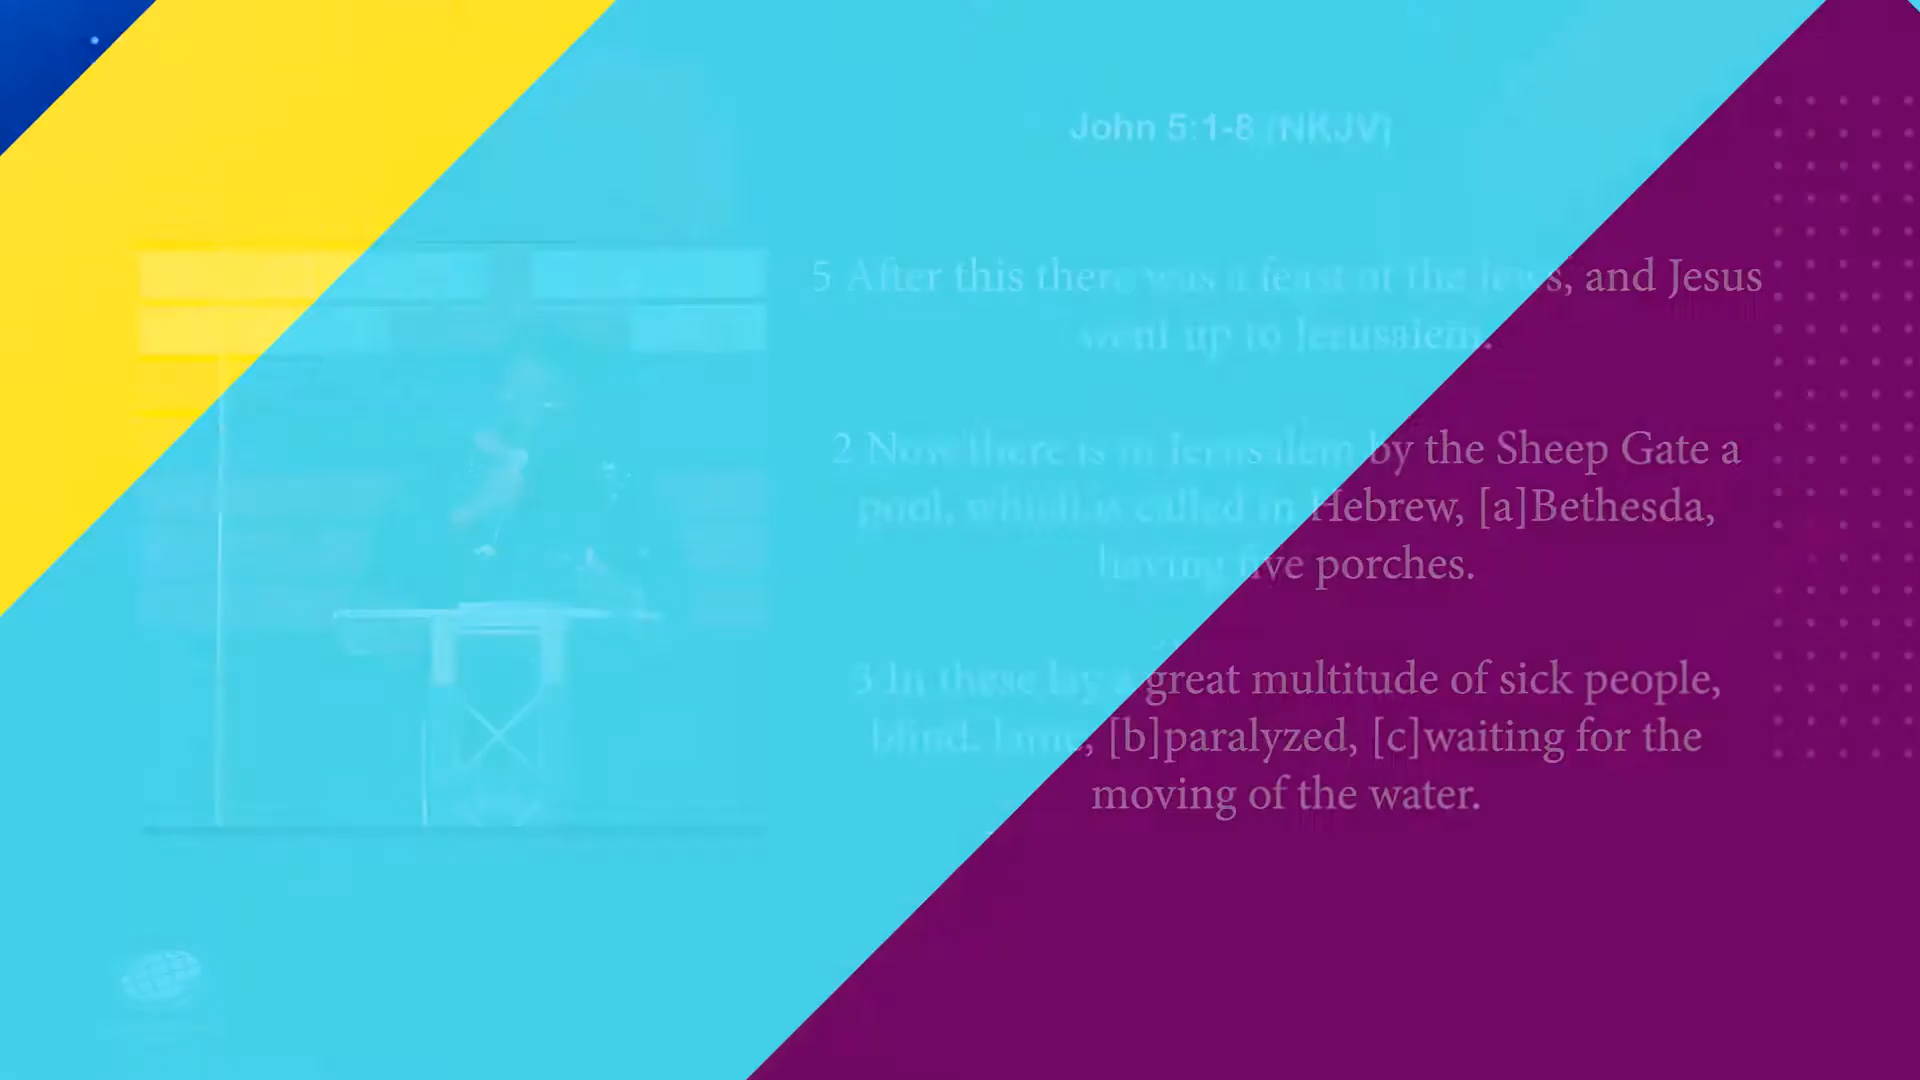 John 5:1-8 (NKJV)
5 After this there was a feast of the Jews, and Jesus
went up to Jerusalem.
2 Now there is in Jerusalem by the Sheep Gate a
pool, which is called in Hebrew, [a]Bethesda,
having five porches.
3 In these lay a great multitude of sick people,
blind, lame, [b]paralyzed, [c]waiting for the
moving of the water.